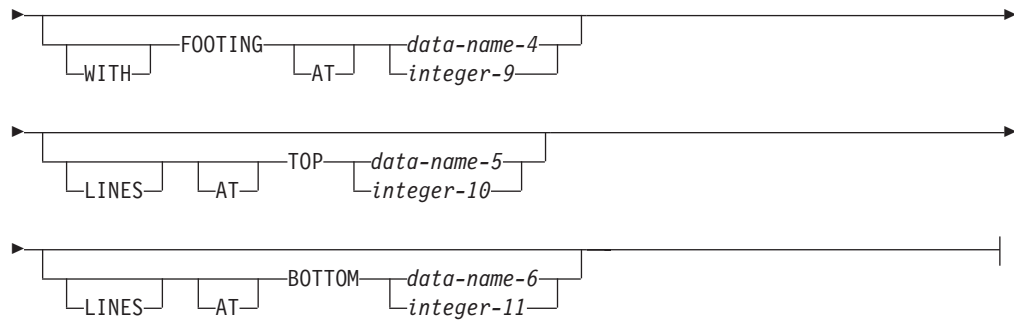 FOOTING data-name-4
WITH AT integer-9
TOP data-name-5
LINES AT integer-10
BOTTOM data-name-6
LINES AT integer-11